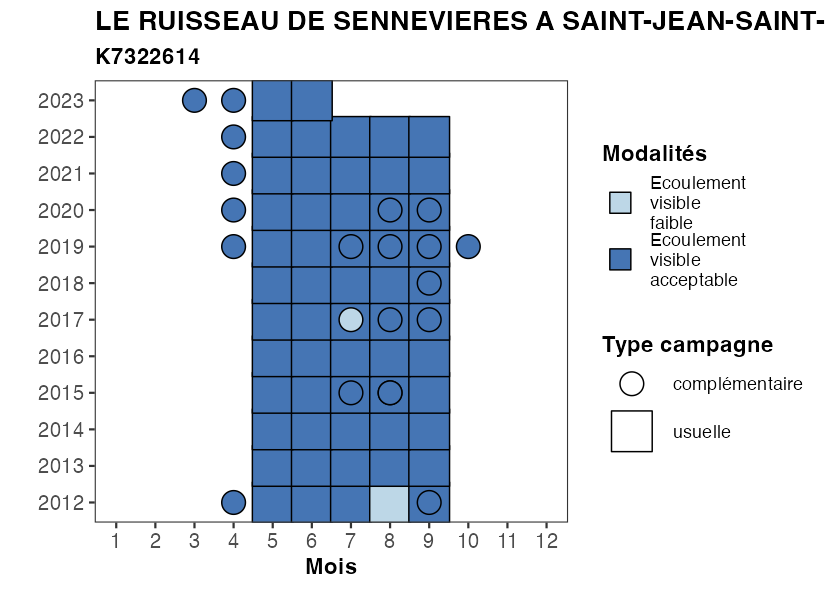 LE RUISSEAU DE SENNEVIERES A SAINT-JEAN-SAINT-
K7322614
2023
2022
2021
2020
2019
2018
2017
2016
2015
2014
2013
2012
1 2 3 4 5 6 7 8 9 10 11 12
Mois
Modalités
Ecoulement
visible
faible
Ecoulement
visible
acceptable
Type campagne
complémentaire
usuelle